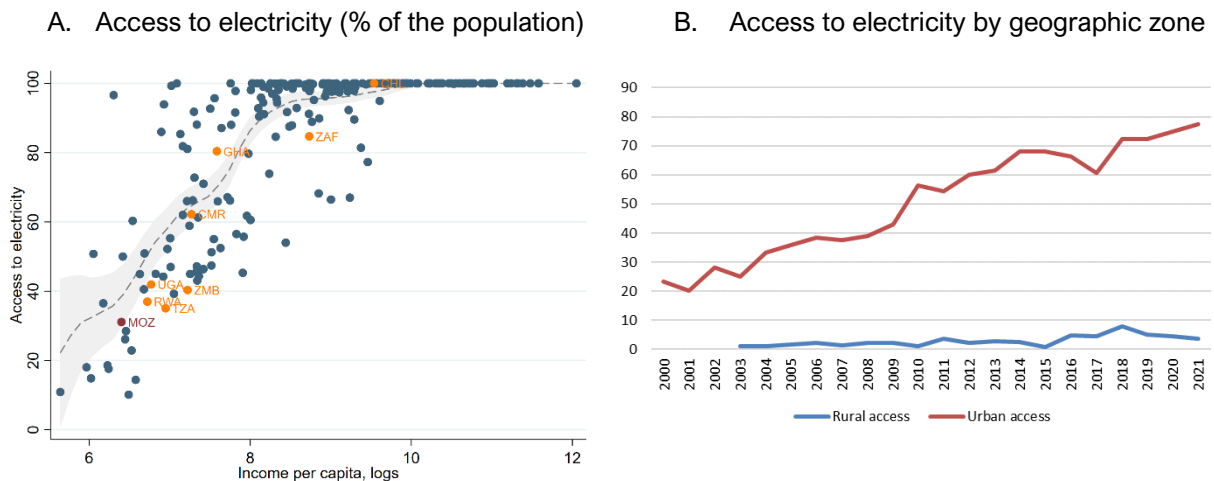 A. Access to electricity (% of the population)
100
80
60
40
20
0
Access to electricity
CHL
ZAF
GHA
CMR
UGA
ZMB
RWA
TZA
MOZ
6 8 10 12
Income per capita, logs
B. Access to electricity by geographic zone
90
80
70
60
50
40
30
20
10
0
2000 2001 2002 2003 2004 2005 2006 2007 2008 2009 2010 2011 2012 2013 2014 2015 2016 2017 2018 2019 2020 2021
Rural access Urban access